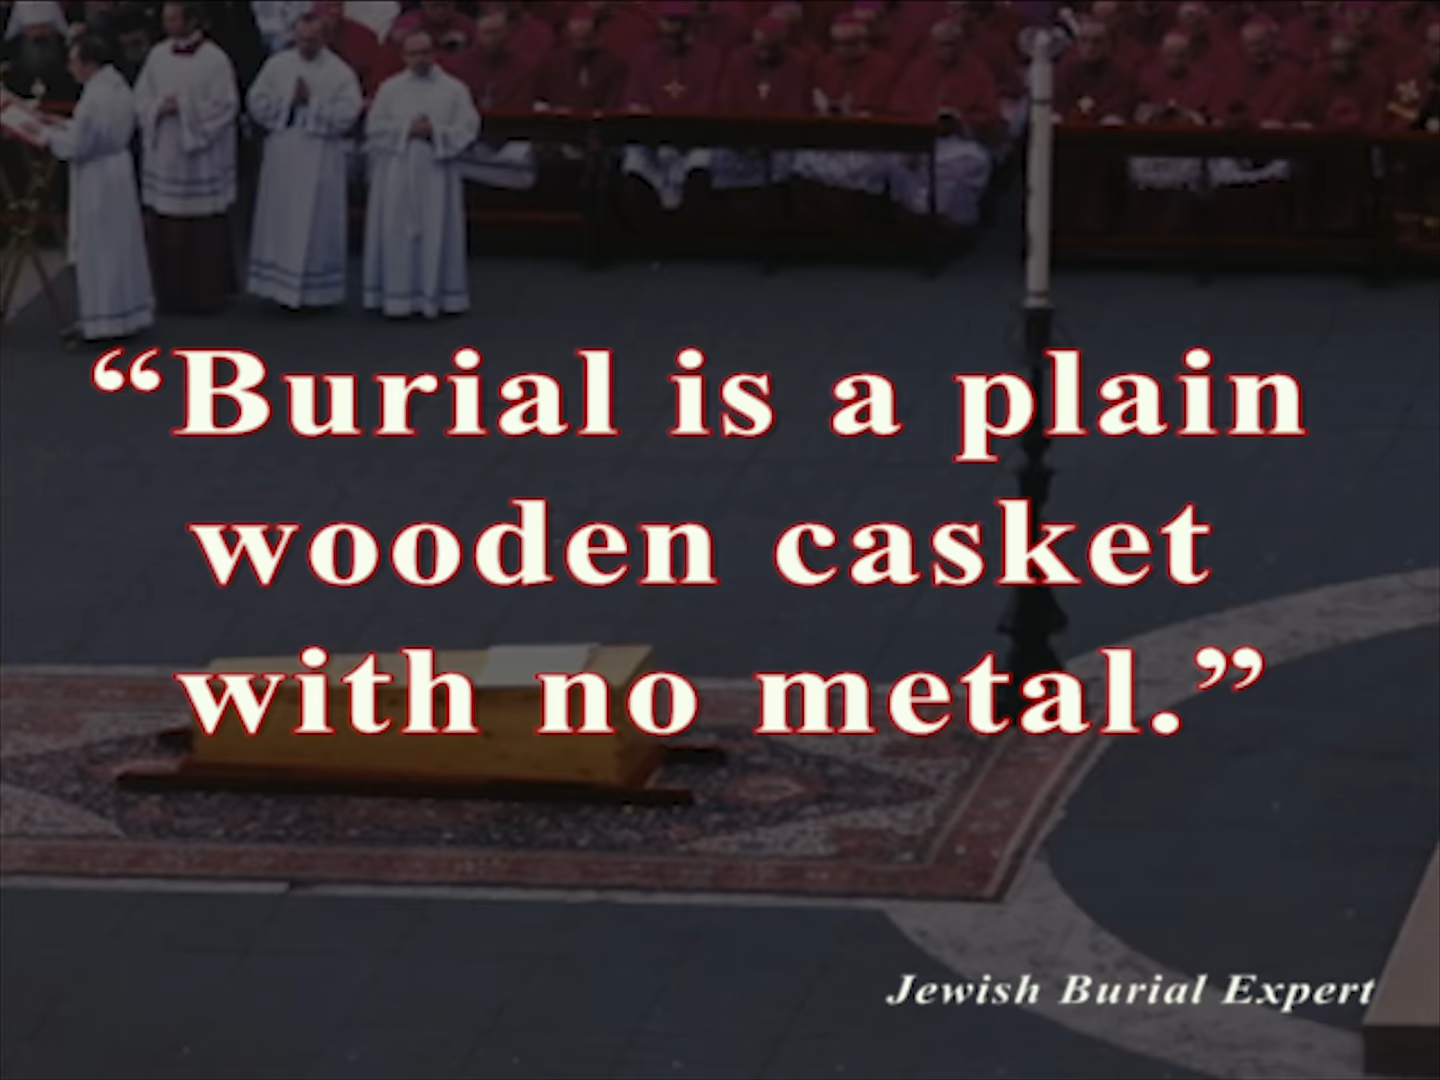 “Burial is a plain
wooden casket
with no metal.”
Jewish Burial Expert